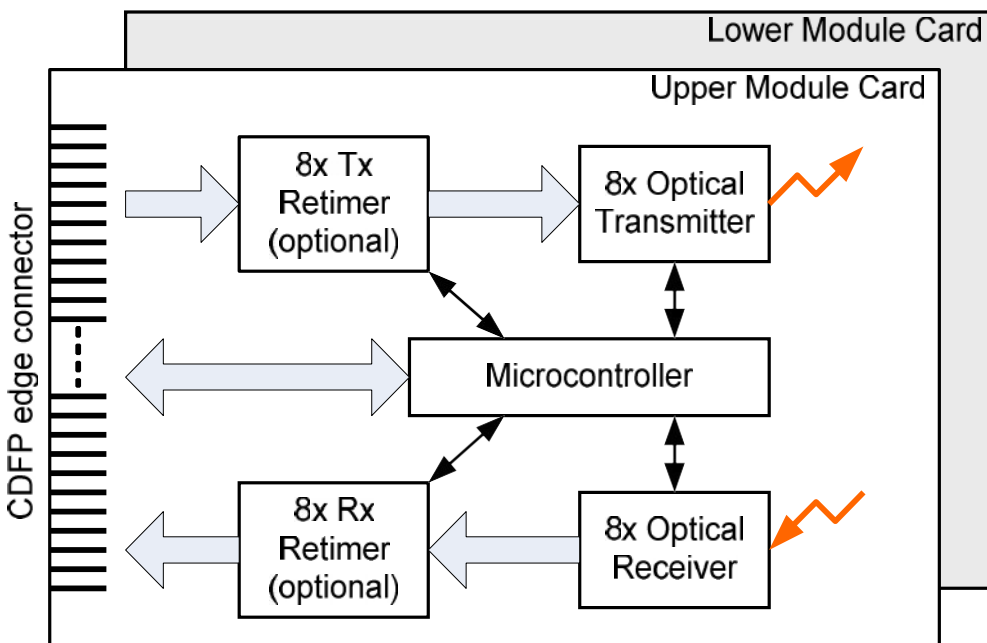 Lower Module Card
Upper Module Card
CDFP edge connector
8x Tx
Retimer
(optional)
8x Optical
Transmitter
Microcontroller
8x Rx
Retimer
(optional)
8x Optical
Receiver